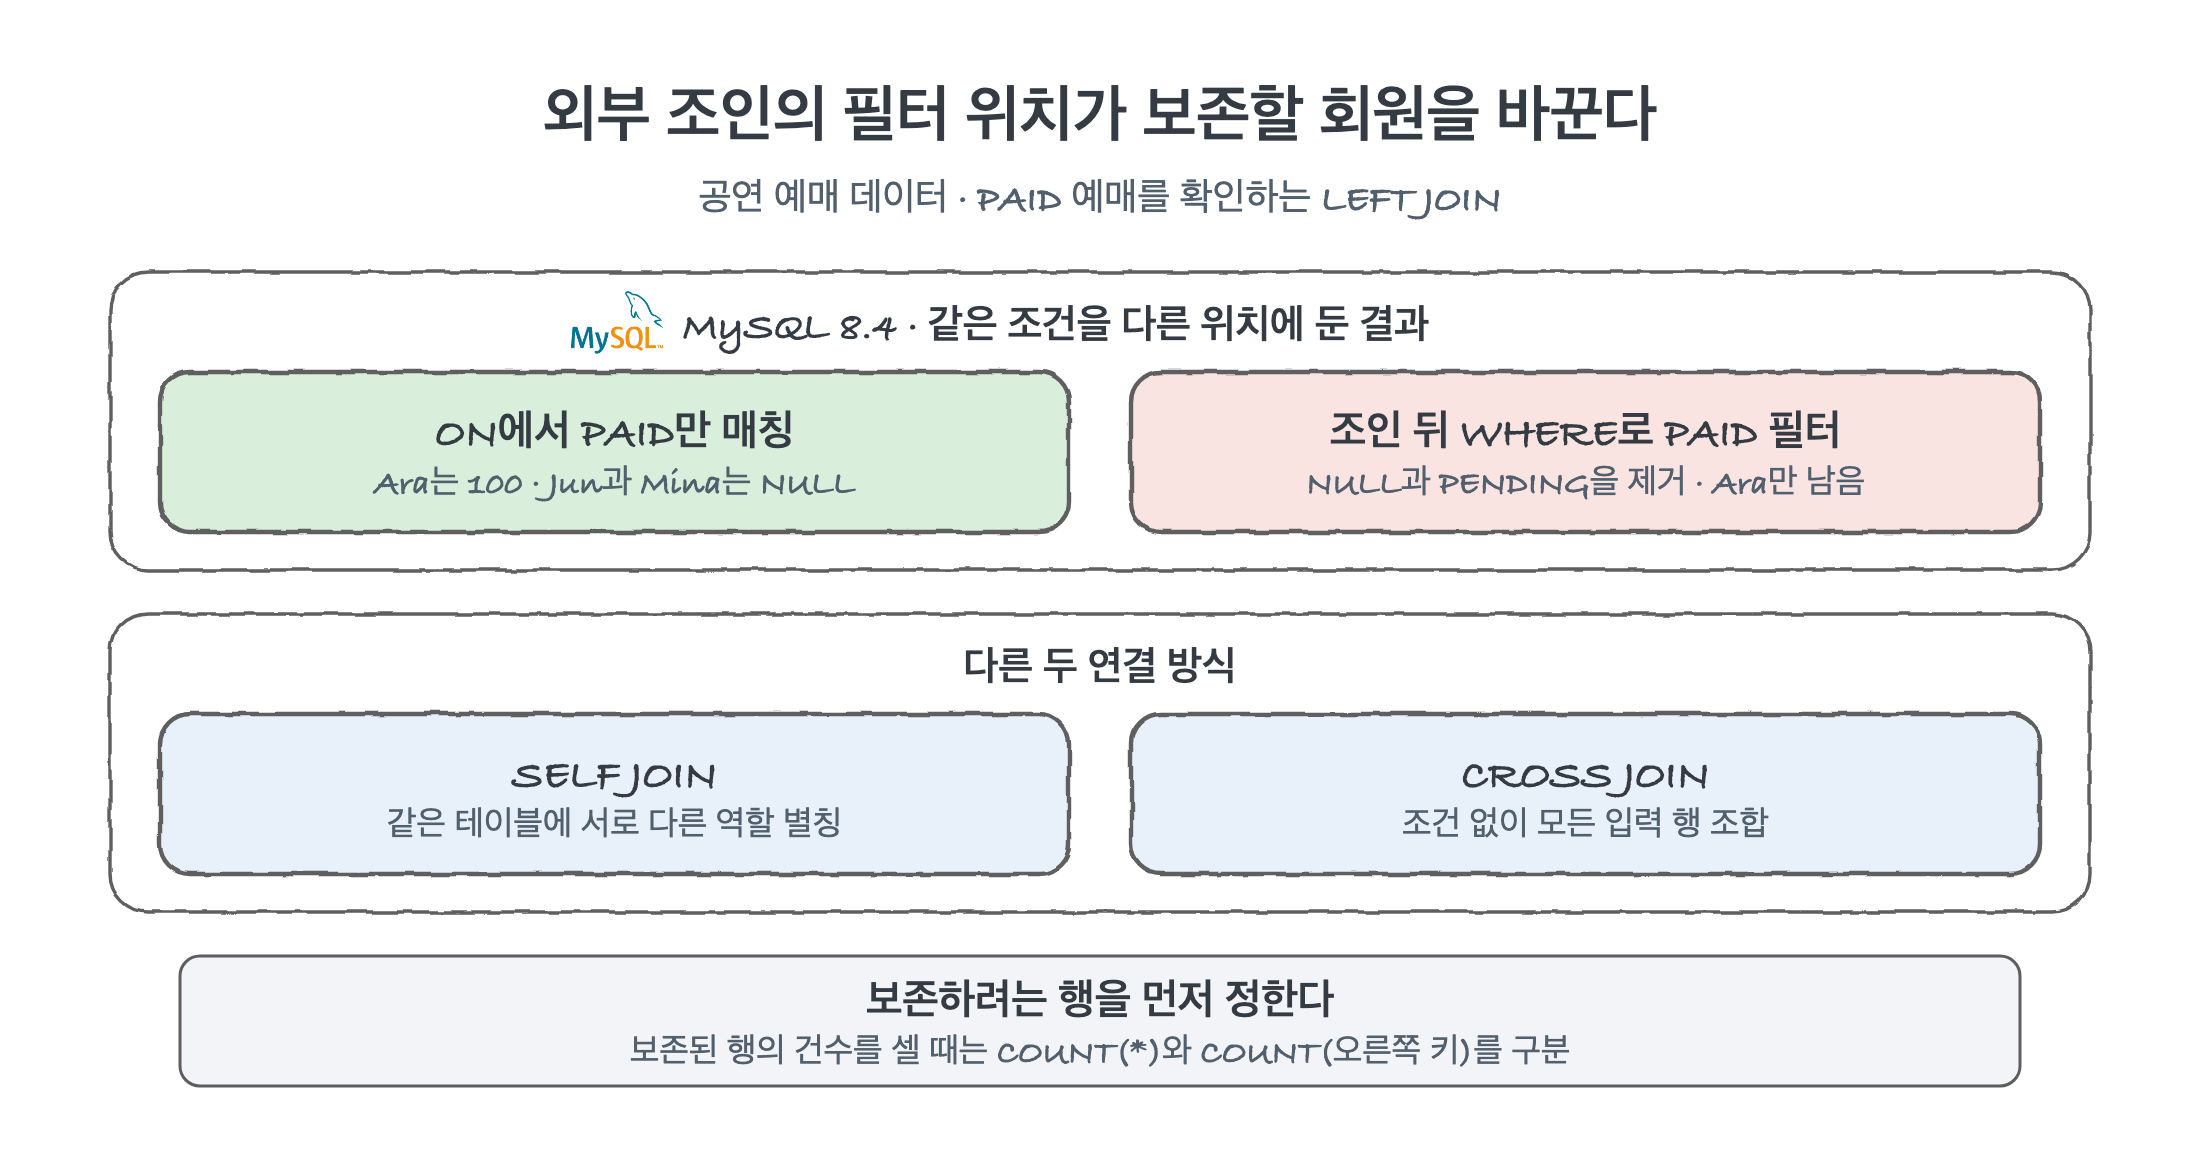 외부 조인의 필터 위치가 보존할 회원을 바꾼다
공연 예매 데이터 · PAID 예매를 확인하는 LEFT JOIN
MySQL™ MySQL 8.4 · 같은 조건을 다른 위치에 둔 결과
ON에서 PAID만 매칭
Ara는 100 · Jun과 Mina는 NULL
조인 뒤 WHERE로 PAID 필터
NULL과 PENDING을 제거 · Ara만 남음
다른 두 연결 방식
SELF JOIN
같은 테이블에 서로 다른 역할 별칭
CROSS JOIN
조건 없이 모든 입력 행 조합
보존하려는 행을 먼저 정한다
보존된 행의 건수를 셀 때는 COUNT(*)와 COUNT(오른쪽 키)를 구분